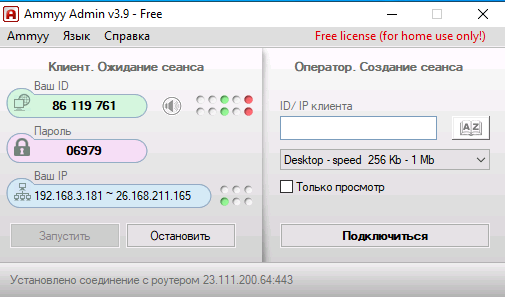 Ammyy Admin v3.9 - Free
Ammyy Язык Справка Free license (for home use only!)
Клиент. Ожидание сеанса
Ваш ID
86 119 761
Пароль
06979
Ваш IP
192.168.3.181 ~ 26.168.211.165
Запустить Остановить
Оператор. Создание сеанса
ID/ IP клиента
AZ
Desktop - speed 256 Kb - 1 Mb
Только просмотр
Подключиться
Установлено соединение с роутером 23.111.200.64:443